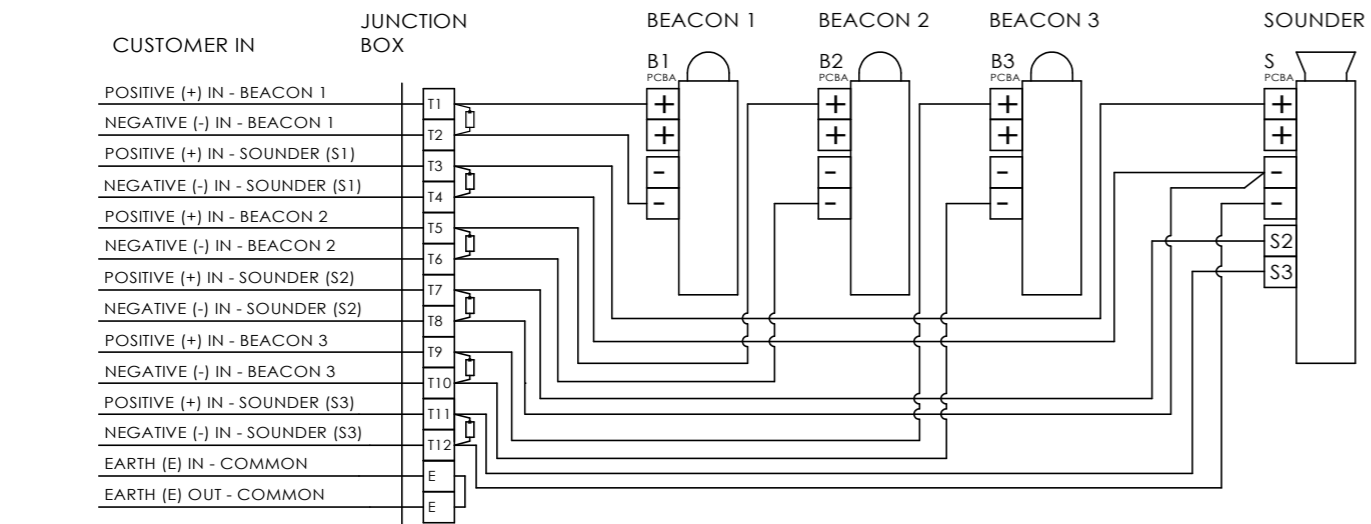 CUSTOMER IN
JUNCTION
BOX
BEACON 1
BEACON 2
BEACON 3
SOUNDER
B1
PCBA
B2
PCBA
B3
PCBA
S
PCBA
POSITIVE (+) IN - BEACON 1
T1
NEGATIVE (-) IN - BEACON 1
T2
POSITIVE (+) IN - SOUNDER (S1)
T3
NEGATIVE (-) IN - SOUNDER (S1)
T4
POSITIVE (+) IN - BEACON 2
T5
NEGATIVE (-) IN - BEACON 2
T6
POSITIVE (+) IN - SOUNDER (S2)
T7
NEGATIVE (-) IN - SOUNDER (S2)
T8
POSITIVE (+) IN - BEACON 3
T9
NEGATIVE (-) IN - BEACON 3
T10
POSITIVE (+) IN - SOUNDER (S3)
T11
NEGATIVE (-) IN - SOUNDER (S3)
T12
EARTH (E) IN - COMMON
E
EARTH (E) OUT - COMMON
E
+
+
-
-
+
+
-
-
+
+
-
-
+
+
-
-
S2
S3